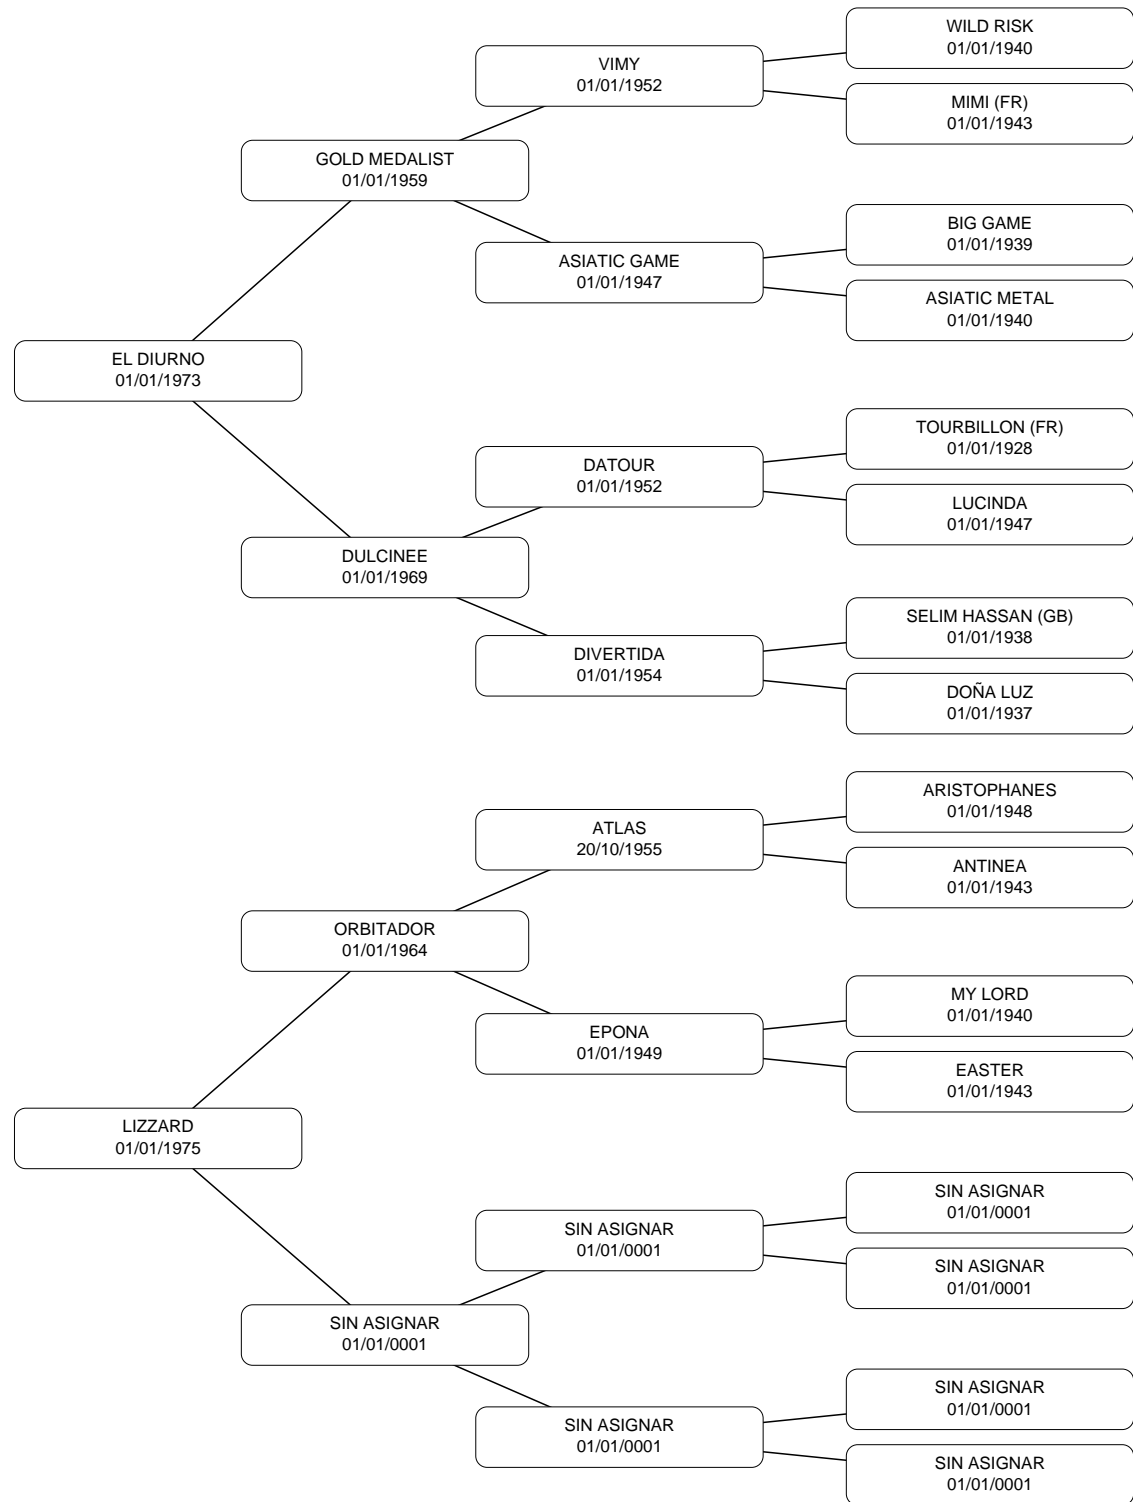 WILD RISK
01/01/1940
VIMY
01/01/1952
MIMI (FR)
01/01/1943
GOLD MEDALIST
01/01/1959
BIG GAME
01/01/1939
ASIATIC GAME
01/01/1947
ASIATIC METAL
01/01/1940
EL DIURNO
01/01/1973
TOURBILLON (FR)
01/01/1928
DATOUR
01/01/1952
LUCINDA
01/01/1947
DULCINEE
01/01/1969
SELIM HASSAN (GB)
01/01/1938
DIVERTIDA
01/01/1954
DOÑA LUZ
01/01/1937
ARISTOPHANES
01/01/1948
ATLAS
20/10/1955
ANTINEA
01/01/1943
ORBITADOR
01/01/1964
MY LORD
01/01/1940
EPONA
01/01/1949
EASTER
01/01/1943
LIZZARD
01/01/1975
SIN ASIGNAR
01/01/0001
SIN ASIGNAR
01/01/0001
SIN ASIGNAR
01/01/0001
SIN ASIGNAR
01/01/0001
SIN ASIGNAR
01/01/0001
SIN ASIGNAR
01/01/0001
SIN ASIGNAR
01/01/0001